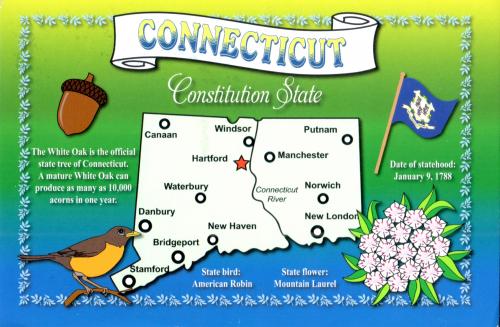 CONNECTICUT
Constitution State
Canaan
Windsor
Putnam
Hartford
Manchester
The White Oak is the official
state tree of Connecticut.
A mature White Oak can
produce as many as 10,000
acorns in one year.
Date of statehood:
January 9, 1788
Waterbury
Connecticut
River
Norwich
Danbury
New Haven
New London
Bridgeport
Stamford
State bird:
American Robin
State flower:
Mountain Laurel